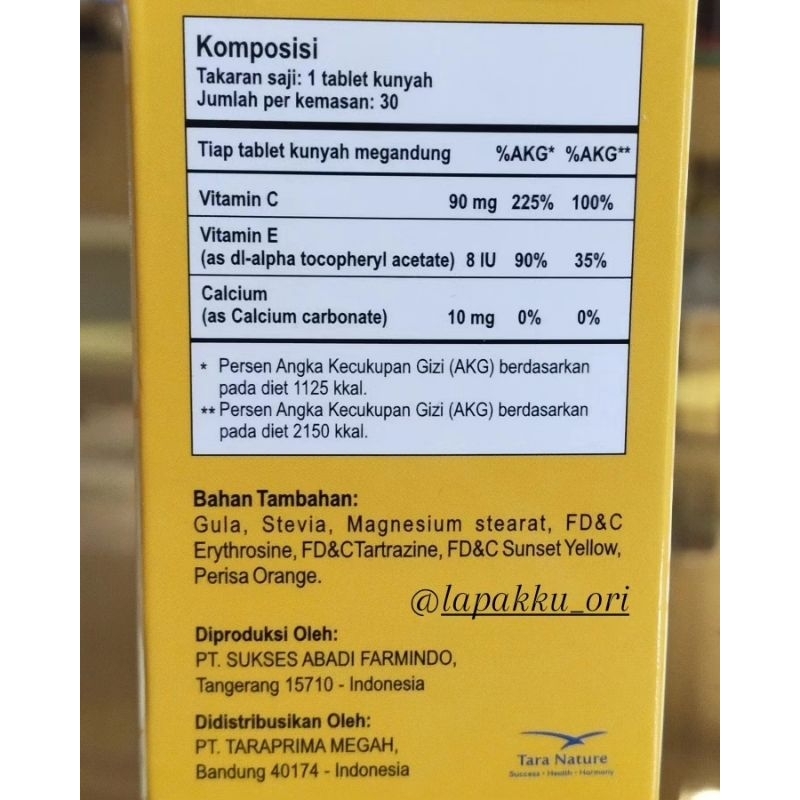 Komposisi
Takaran saji: 1 tablet kunyah
Jumlah per kemasan: 30
Tiap tablet kunyah megandung %AKG* %AKG**
Vitamin C 90 mg 225% 100%
Vitamin E
(as dl-alpha tocopheryl acetate) 8 IU 90% 35%
Calcium
(as Calcium carbonate) 10 mg 0% 0%
* Persen Angka Kecukupan Gizi (AKG) berdasarkan
pada diet 1125 kkal.
** Persen Angka Kecukupan Gizi (AKG) berdasarkan
pada diet 2150 kkal.
Bahan Tambahan:
Gula, Stevia, Magnesium stearat, FD&C
Erythrosine, FD&CTartrazine, FD&C Sunset Yellow,
Perisa Orange.
@lapakku_ori
Diproduksi Oleh:
PT. SUKSES ABADI FARMINDO,
Tangerang 15710 - Indonesia
Didistribusikan Oleh:
PT. TARAPRIMA MEGAH,
Bandung 40174 - Indonesia
Tara Nature
Success - Health - Harmony